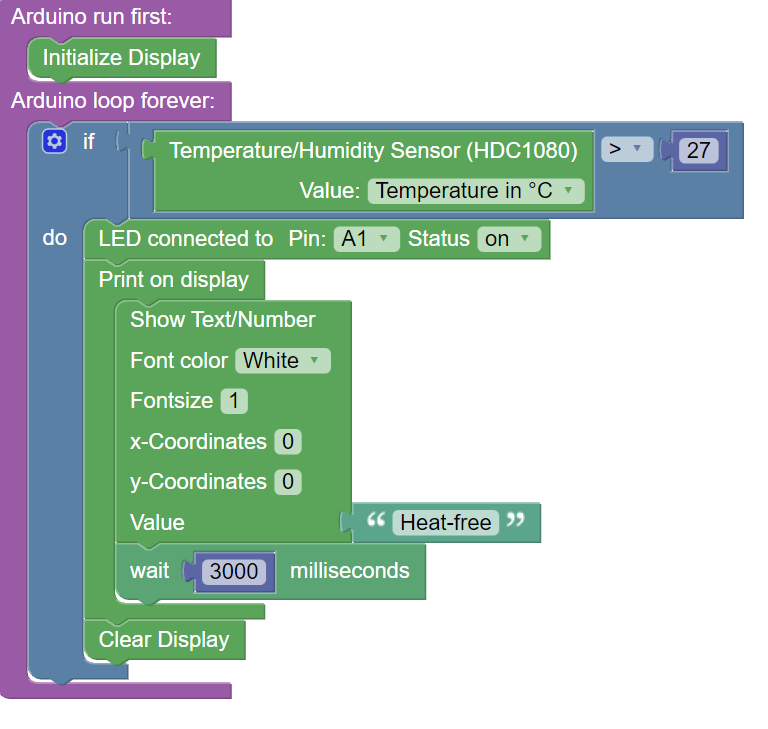 Arduino run first:
Initialize Display
Arduino loop forever:
if Temperature/Humidity Sensor (HDC1080) > 27
Value: Temperature in °C
do LED connected to Pin: A1 Status on
Print on display
Show Text/Number
Font color White
Fontsize 1
x-Coordinates 0
y-Coordinates 0
Value “ Heat-free ”
wait 3000 milliseconds
Clear Display